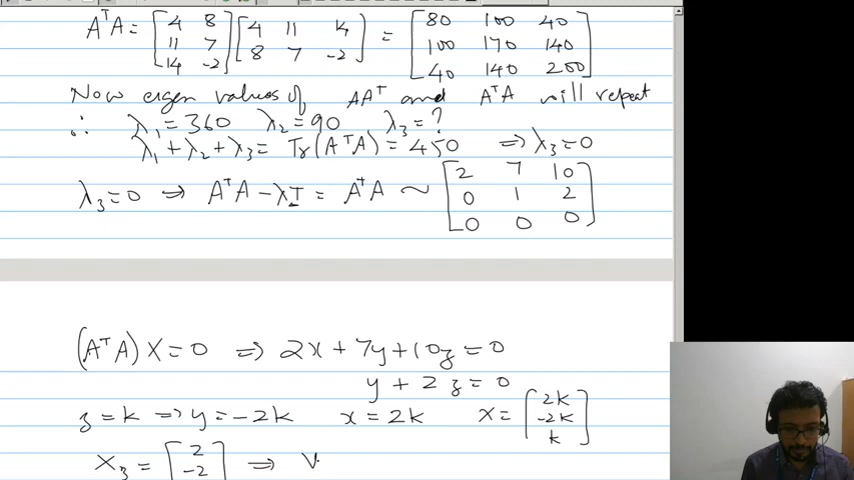 AᵀA = [4 8; 11 7; 14 -2] [4 11 14; 8 7 -2] = [80 100 40; 100 170 140; 40 140 200]
Now eigen values of AAᵀ and AᵀA will repeat
∴ λ₁ = 360 λ₂ = 90 λ₃ = ?
λ₁ + λ₂ + λ₃ = Tr(AᵀA) = 450 ⇒ λ₃ = 0
λ₃ = 0 ⇒ AᵀA - λI = AᵀA ~ [2 7 10; 0 1 2; 0 0 0]
(AᵀA) X = 0 ⇒ 2x + 7y + 10z = 0
y + 2z = 0
z = k ⇒ y = -2k x = 2k X = [2k; -2k; k]
X₃ = [2; -2 ⇒ V